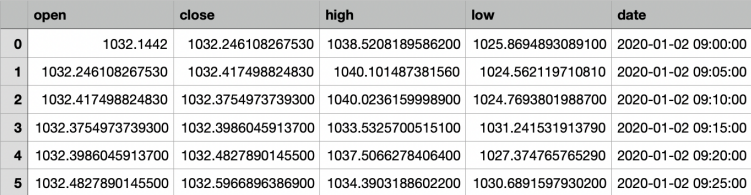 open close high low date
0 1032.1442 1032.246108267530 1038.5208189586200 1025.8694893089100 2020-01-02 09:00:00
1 1032.246108267530 1032.417498824830 1040.101487381560 1024.562119710810 2020-01-02 09:05:00
2 1032.417498824830 1032.3754973739300 1040.0236159998900 1024.7693801988700 2020-01-02 09:10:00
3 1032.3754973739300 1032.3986045913700 1033.5325700515100 1031.241531913790 2020-01-02 09:15:00
4 1032.3986045913700 1032.4827890145500 1037.5066278406400 1027.374765765290 2020-01-02 09:20:00
5 1032.4827890145500 1032.5966896386900 1034.3903188602200 1030.6891597930200 2020-01-02 09:25:00